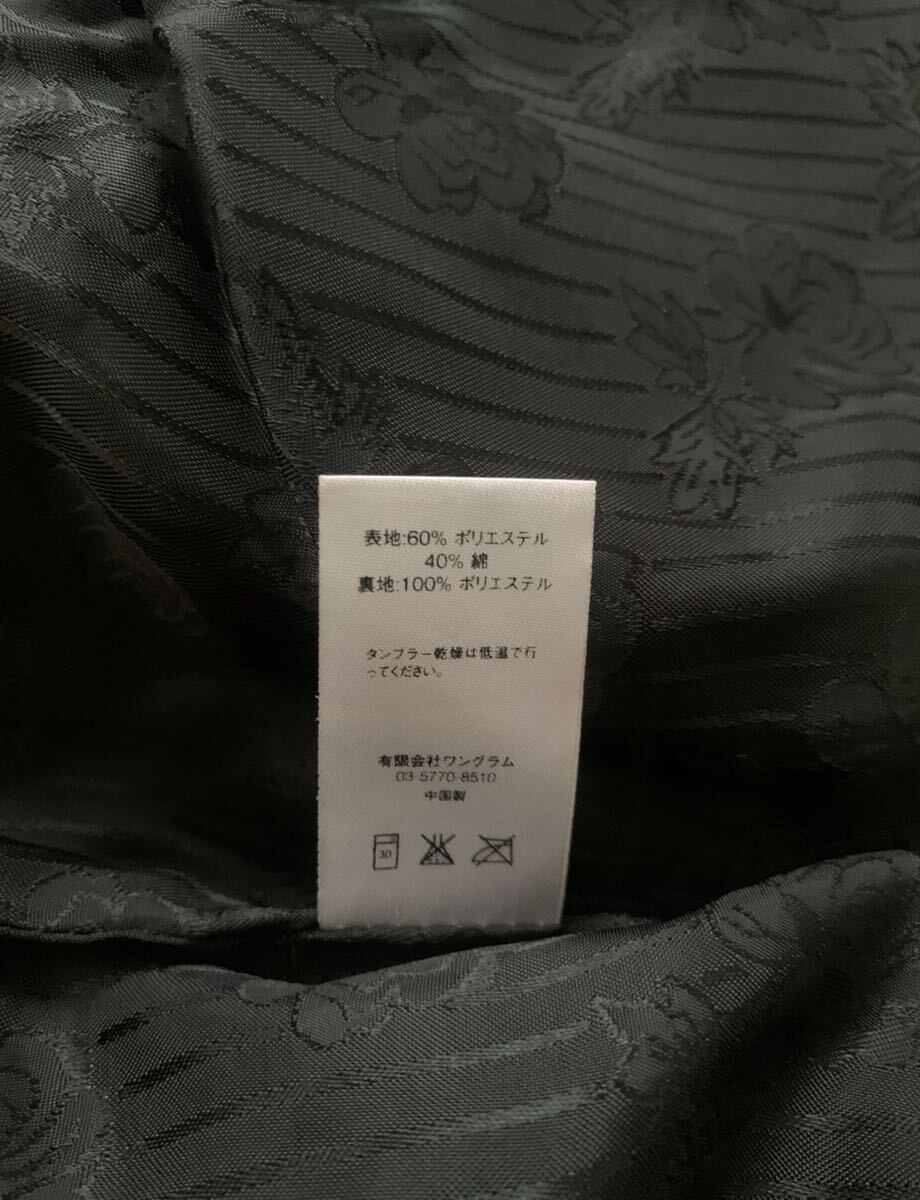 表地:60% ポリエステル
40% 綿
裏地:100% ポリエステル
タンブラー乾燥は低温で行
ってください。
有限会社ワングラム
03-5770-8510
中国製
30